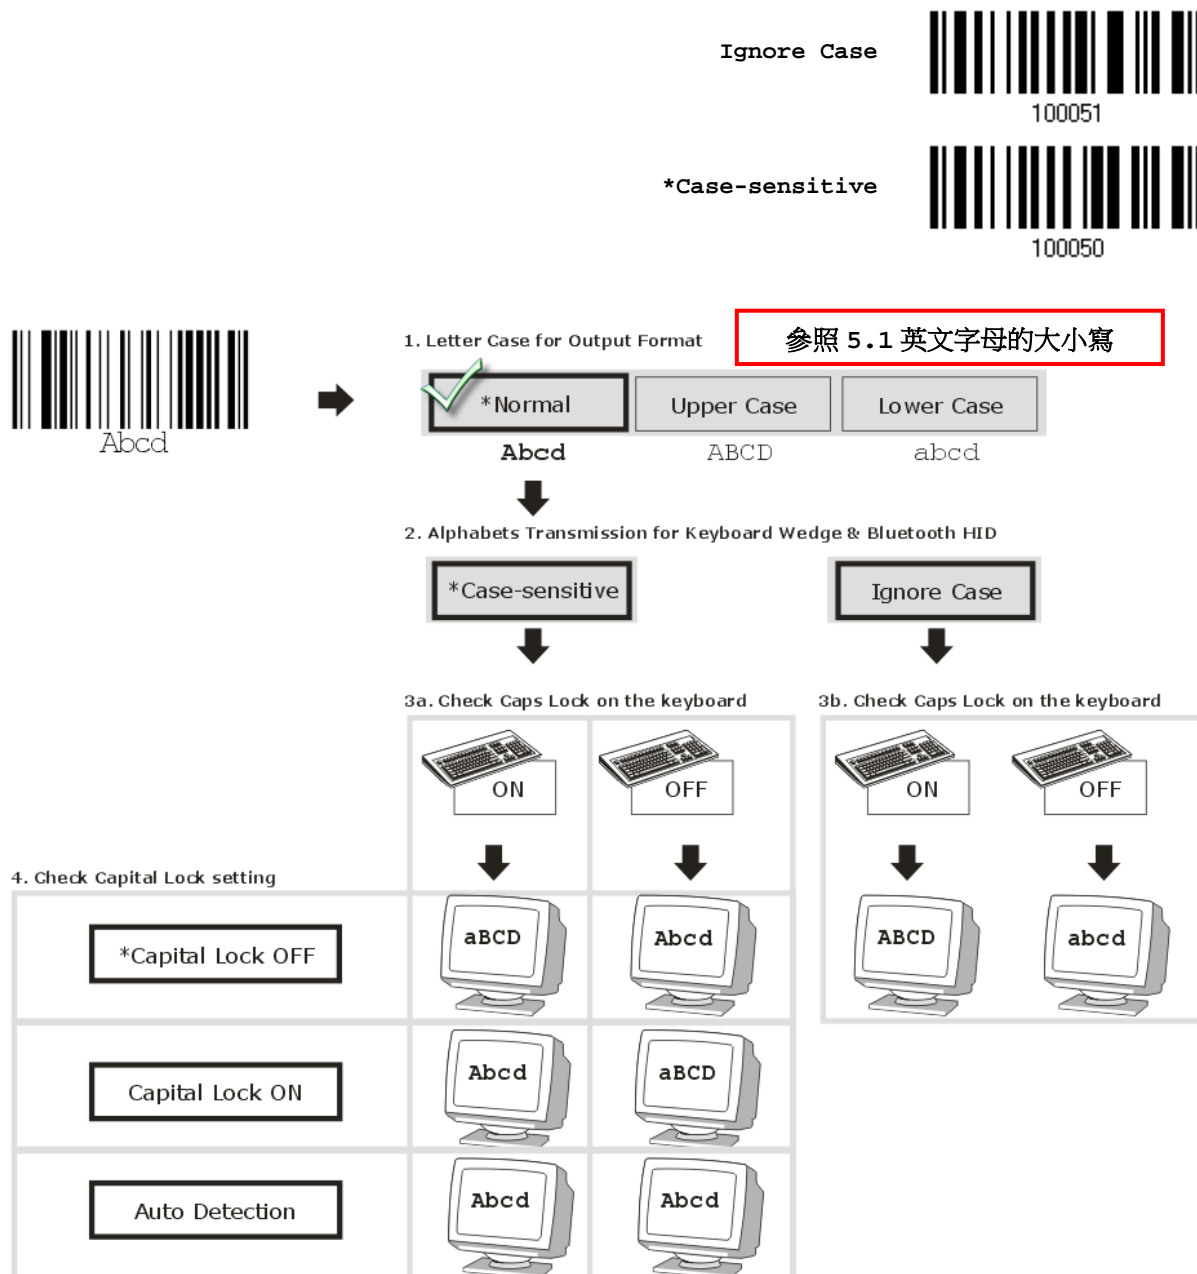 Ignore Case
100051
*Case-sensitive
100050
Abcd
1. Letter Case for Output Format
參照 5.1 英文字母的大小寫
*Normal
Upper Case
Lower Case
Abcd
ABCD
abcd
2. Alphabets Transmission for Keyboard Wedge & Bluetooth HID
*Case-sensitive
Ignore Case
3a. Check Caps Lock on the keyboard
3b. Check Caps Lock on the keyboard
ON
OFF
ON
OFF
4. Check Capital Lock setting
*Capital Lock OFF
aBCD
Abcd
ABCD
abcd
Capital Lock ON
Abcd
aBCD
Auto Detection
Abcd
Abcd